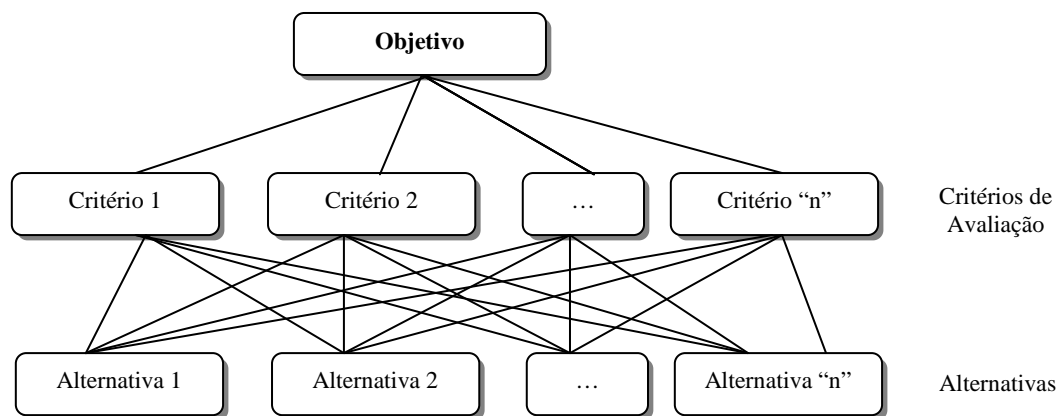 Objetivo
Critério 1
Critério 2
…
Critério “n”
Critérios de
Avaliação
Alternativa 1
Alternativa 2
…
Alternativa “n”
Alternativas